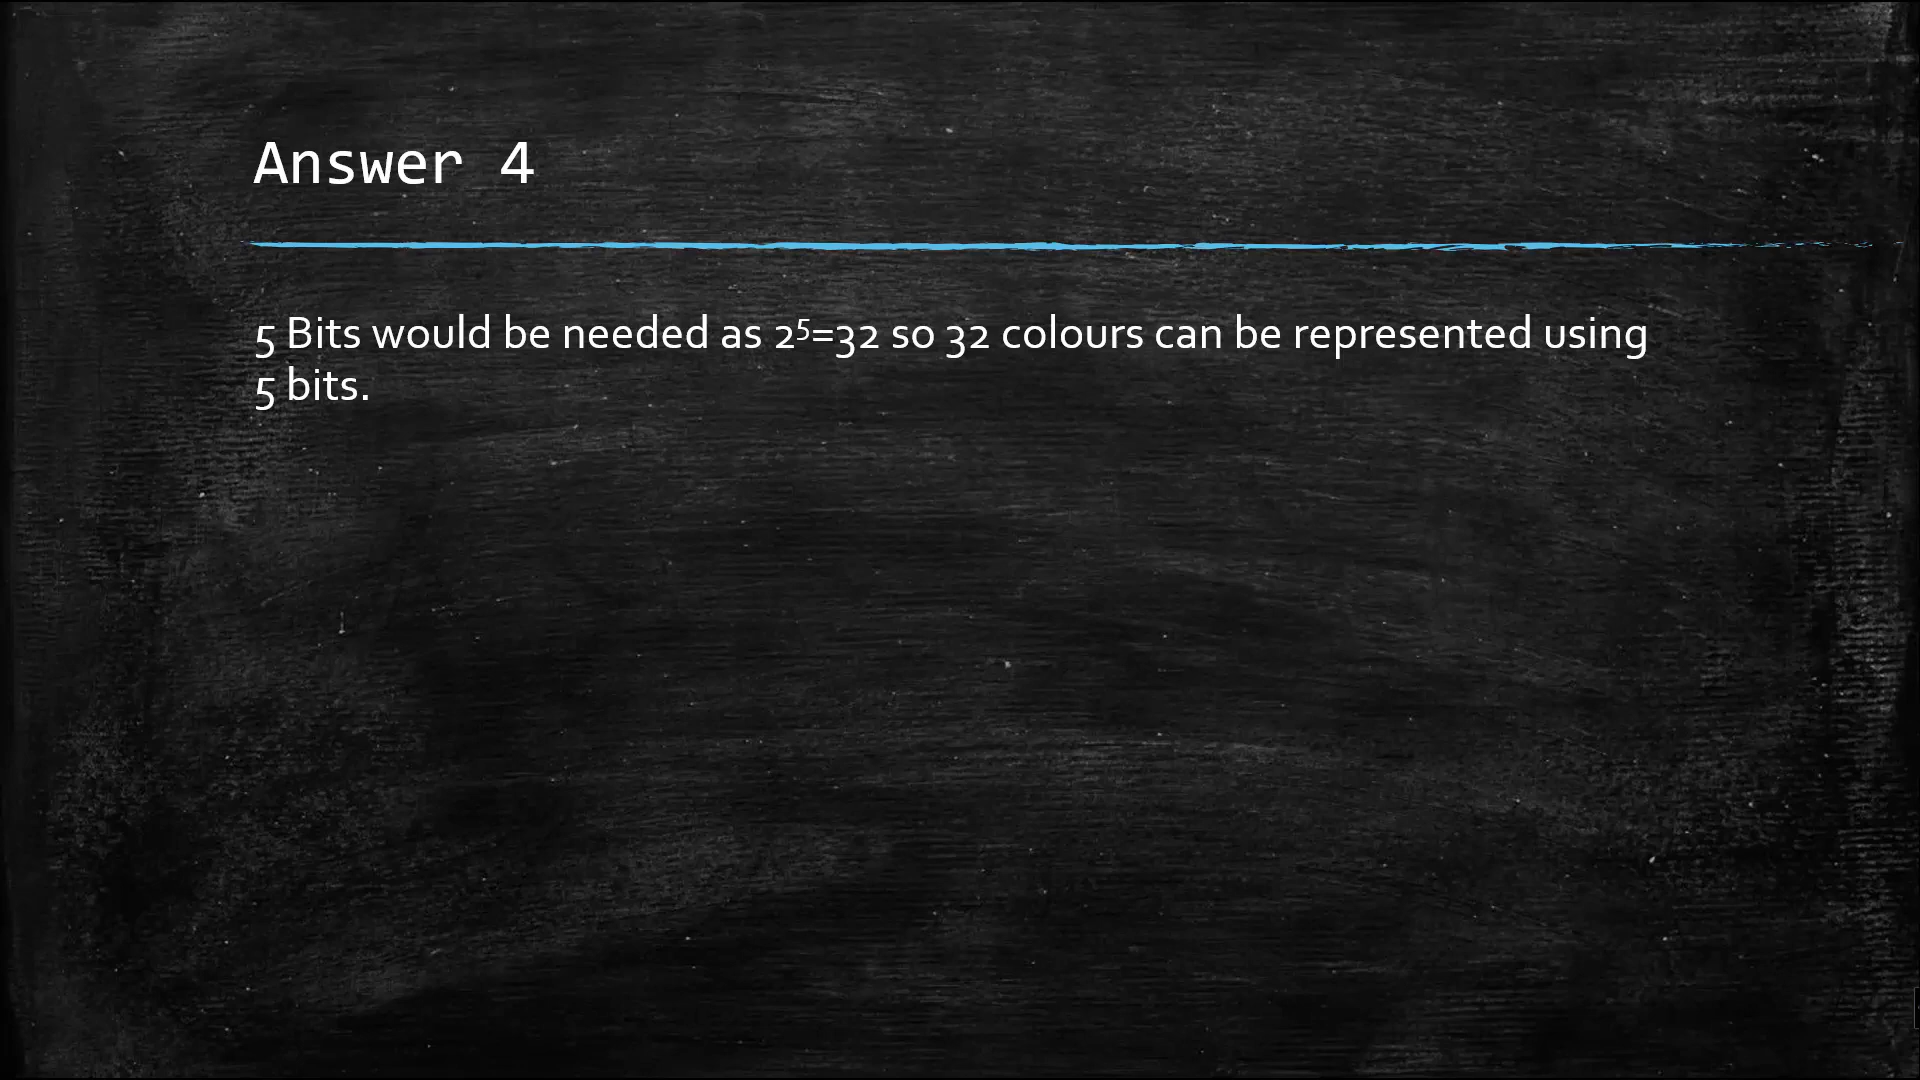 Answer 4
5 Bits would be needed as 2⁵=32 so 32 colours can be represented using
5 bits.